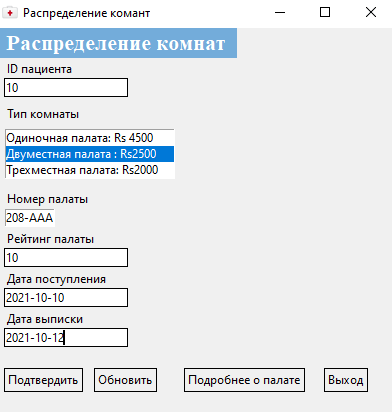 Распределение комант
Распределение комнат
ID пациента
10
Тип комнаты
Одиночная палата: Rs 4500
Двуместная палата : Rs2500
Трехместная палата: Rs2000
Номер палаты
208-AAA
Рейтинг палаты
10
Дата поступления
2021-10-10
Дата выписки
2021-10-12
Подтвердить Обновить Подробнее о палате Выход